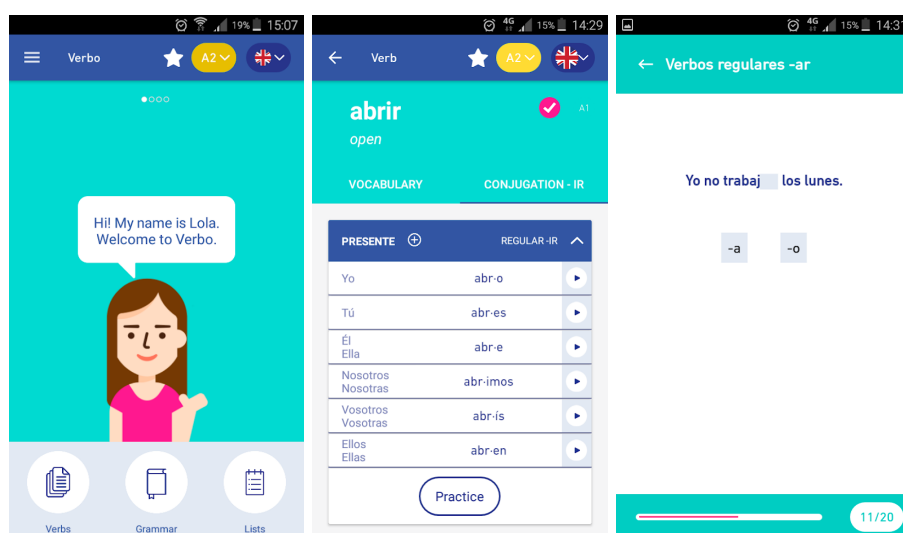 19% 15:07
Verbo A2
Hi! My name is Lola.
Welcome to Verbo.
Verbs Grammar Lists
4G 15% 14:29
Verb A2
abrir A1
open
VOCABULARY CONJUGATION - IR
PRESENTE REGULAR -IR
Yo abr·o
Tú abr·es
Él
Ella abr·e
Nosotros
Nosotras abr·imos
Vosotros
Vosotras abr·ís
Ellos
Ellas abr·en
Practice
4G 15% 14:31
Verbos regulares -ar
Yo no trabaj los lunes.
-a -o
11/20